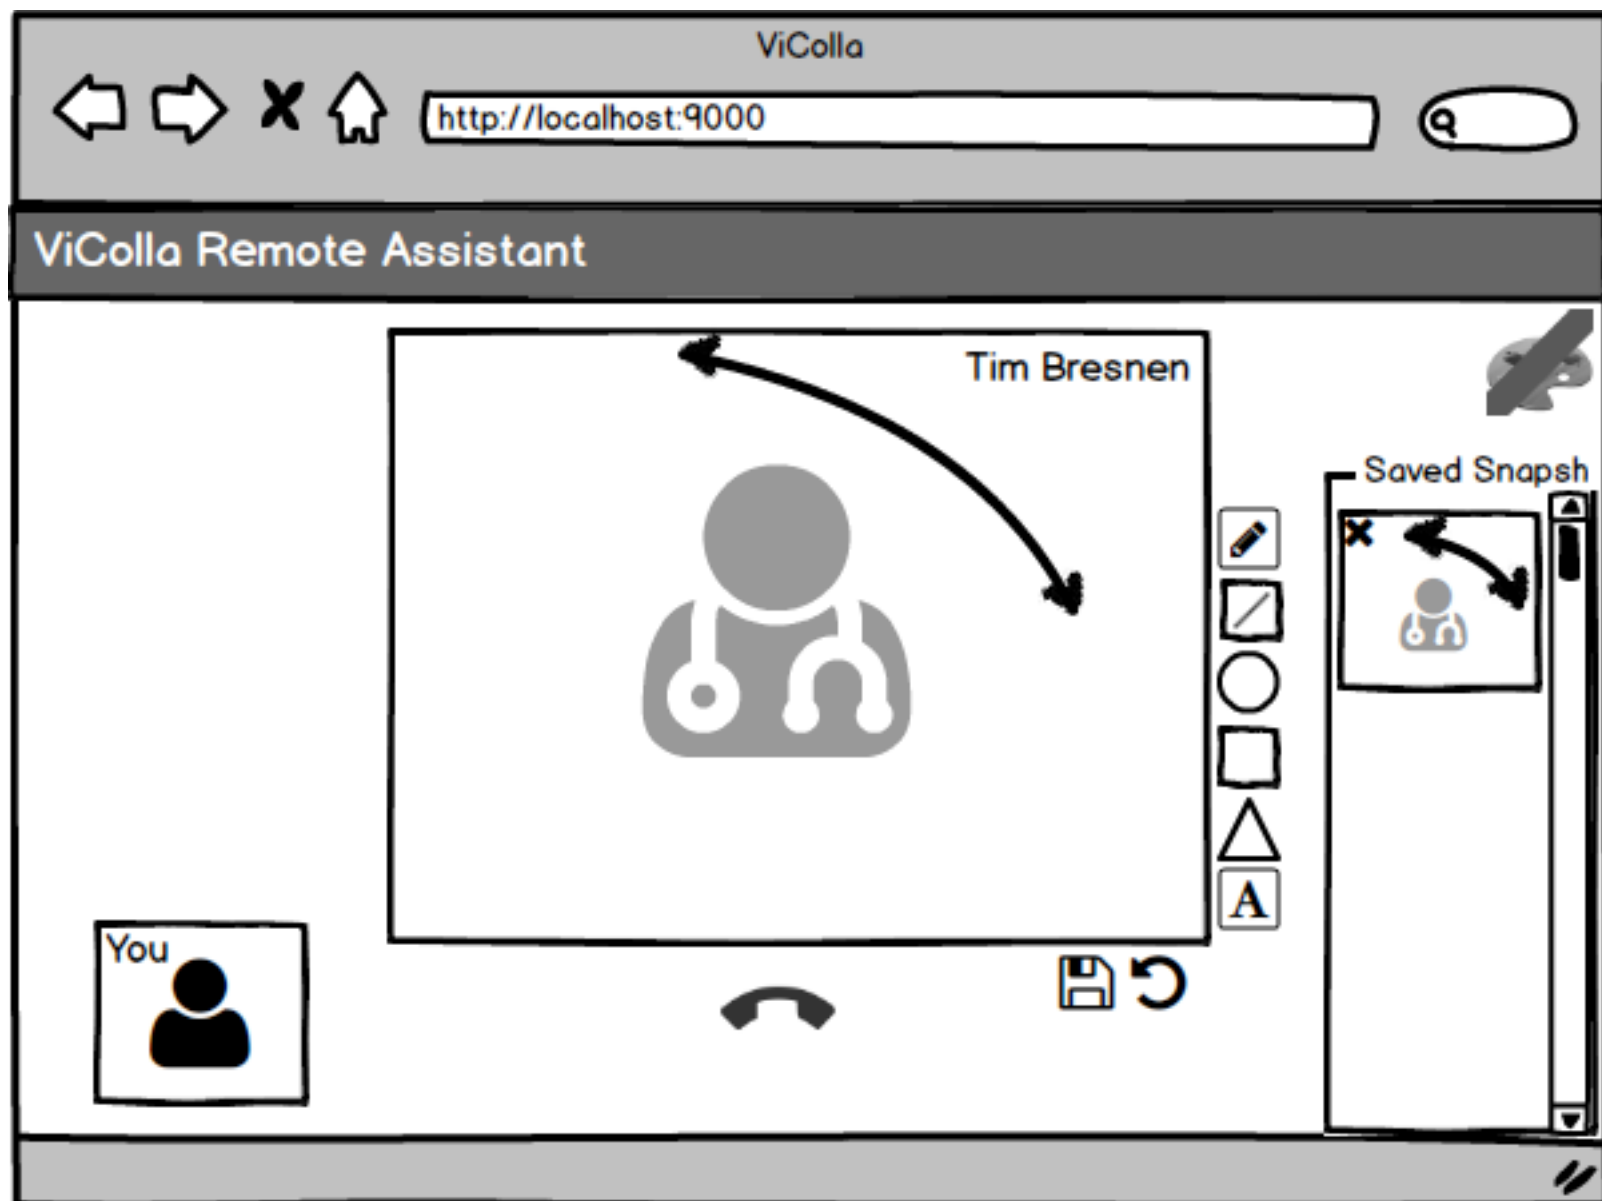 ViColla
http://localhost:9000
ViColla Remote Assistant
Tim Bresnen
Saved Snapsh
A
You